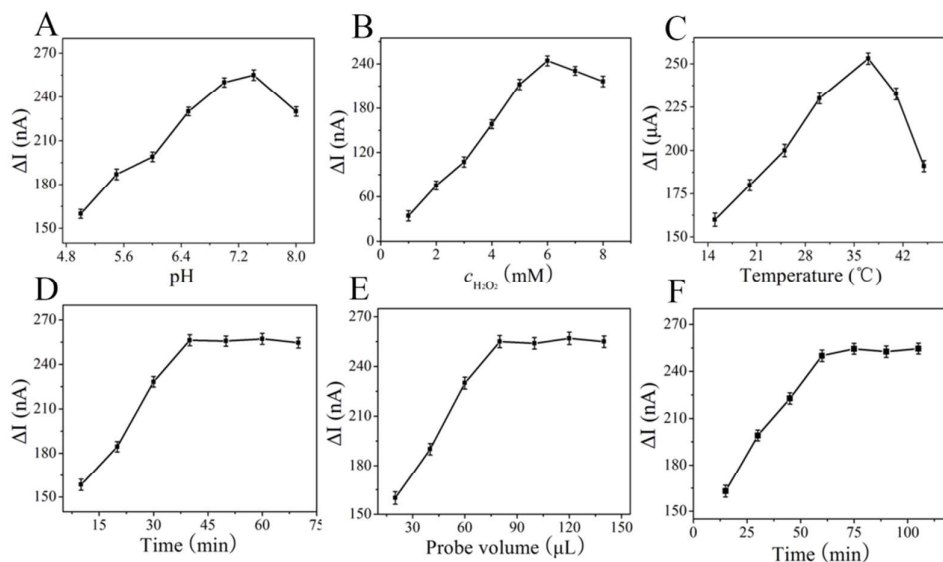 A
ΔI (nA)
270
240
210
180
150
4.8 5.6 6.4 7.2 8.0
pH
B
ΔI (nA)
240
180
120
60
0
0 2 4 6 8
cH₂O₂ (mM)
C
ΔI (μA)
250
225
200
175
150
14 21 28 35 42
Temperature (℃)
D
ΔI (nA)
270
240
210
180
150
15 30 45 60 75
Time (min)
E
ΔI (nA)
270
240
210
180
150
30 60 90 120 150
Probe volume (μL)
F
ΔI (nA)
270
240
210
180
150
0 25 50 75 100
Time (min)